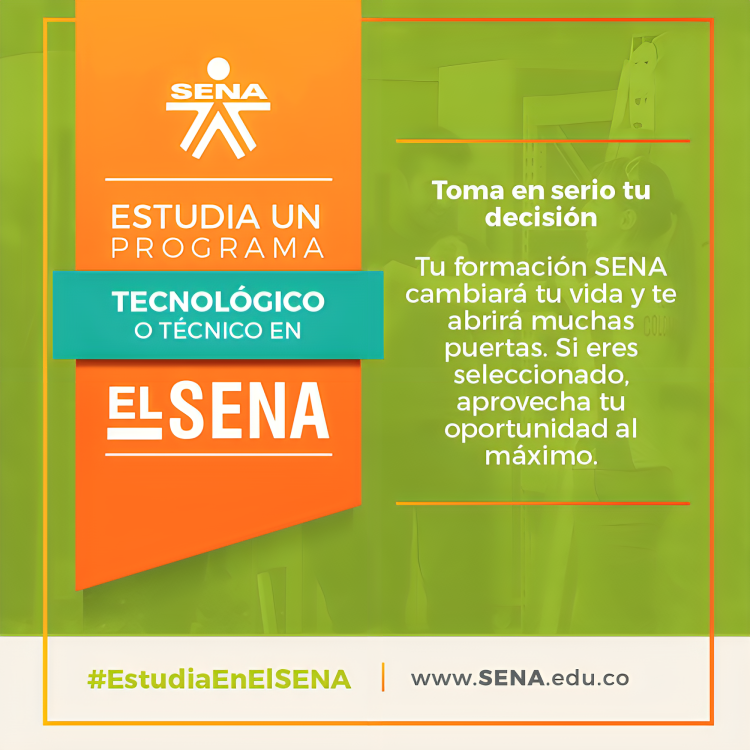 SENA
ESTUDIA UN
PROGRAMA
TECNOLÓGICO
O TÉCNICO EN
EL SENA
Toma en serio tu
decisión
Tu formación SENA
cambiará tu vida y te
abrirá muchas
puertas. Si eres
seleccionado,
aprovecha tu
oportunidad al
máximo.
#EstudiaEnElSENA
www.SENA.edu.co